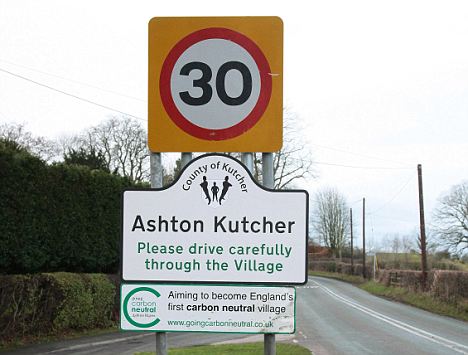 30
County of Kutcher
Ashton Kutcher
Please drive carefully
through the Village
Aiming to become England's
first carbon neutral village
www.goingcarbonneutral.co.uk
carbon
neutral